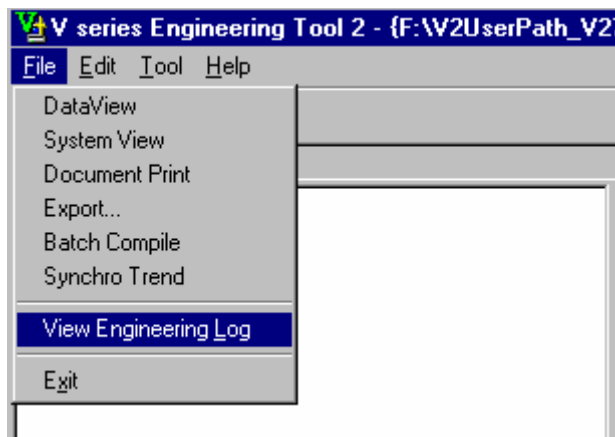 V series Engineering Tool 2 - {F:\V2UserPath_V2
File Edit Tool Help
DataView
System View
Document Print
Export...
Batch Compile
Synchro Trend
View Engineering Log
Exit